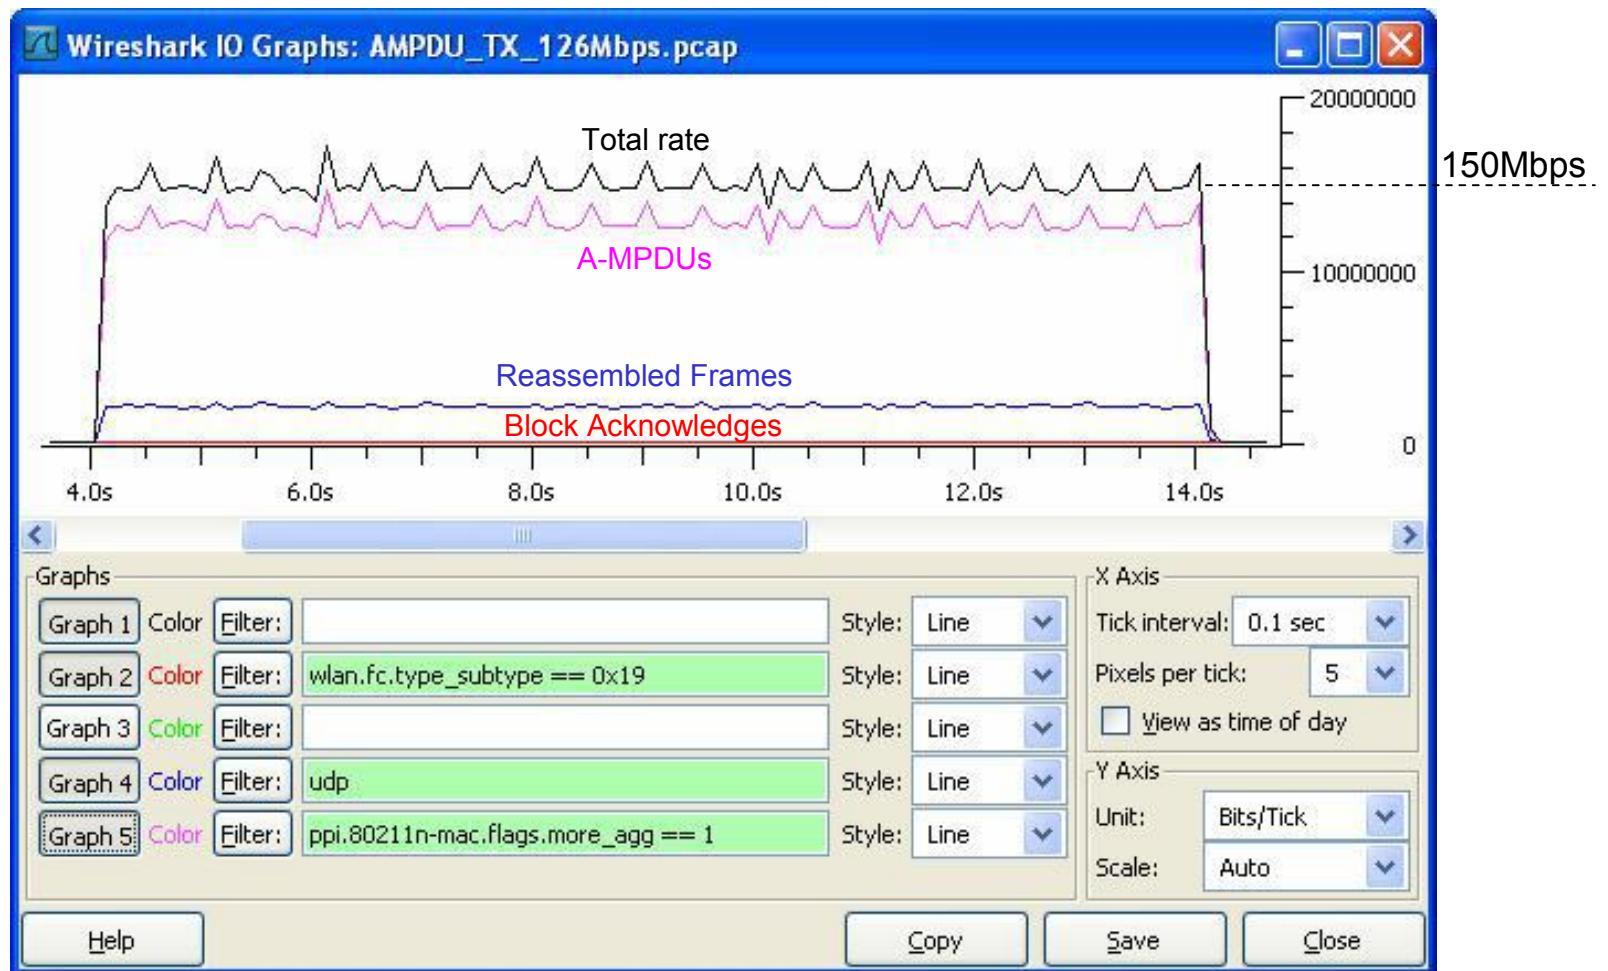 Wireshark IO Graphs: AMPDU_TX_126Mbps.pcap
20000000
Total rate
150Mbps
A-MPDUs
10000000
Reassembled Frames
Block Acknowledges
0
4.0s 6.0s 8.0s 10.0s 12.0s 14.0s
Graphs
Graph 1 Color Filter: Style: Line
Graph 2 Color Filter: wlan.fc.type_subtype == 0x19 Style: Line
Graph 3 Color Filter: Style: Line
Graph 4 Color Filter: udp Style: Line
Graph 5 Color Filter: ppi.80211n-mac.flags.more_agg == 1 Style: Line
X Axis
Tick interval: 0.1 sec
Pixels per tick: 5
View as time of day
Y Axis
Unit: Bits/Tick
Scale: Auto
Help Copy Save Close